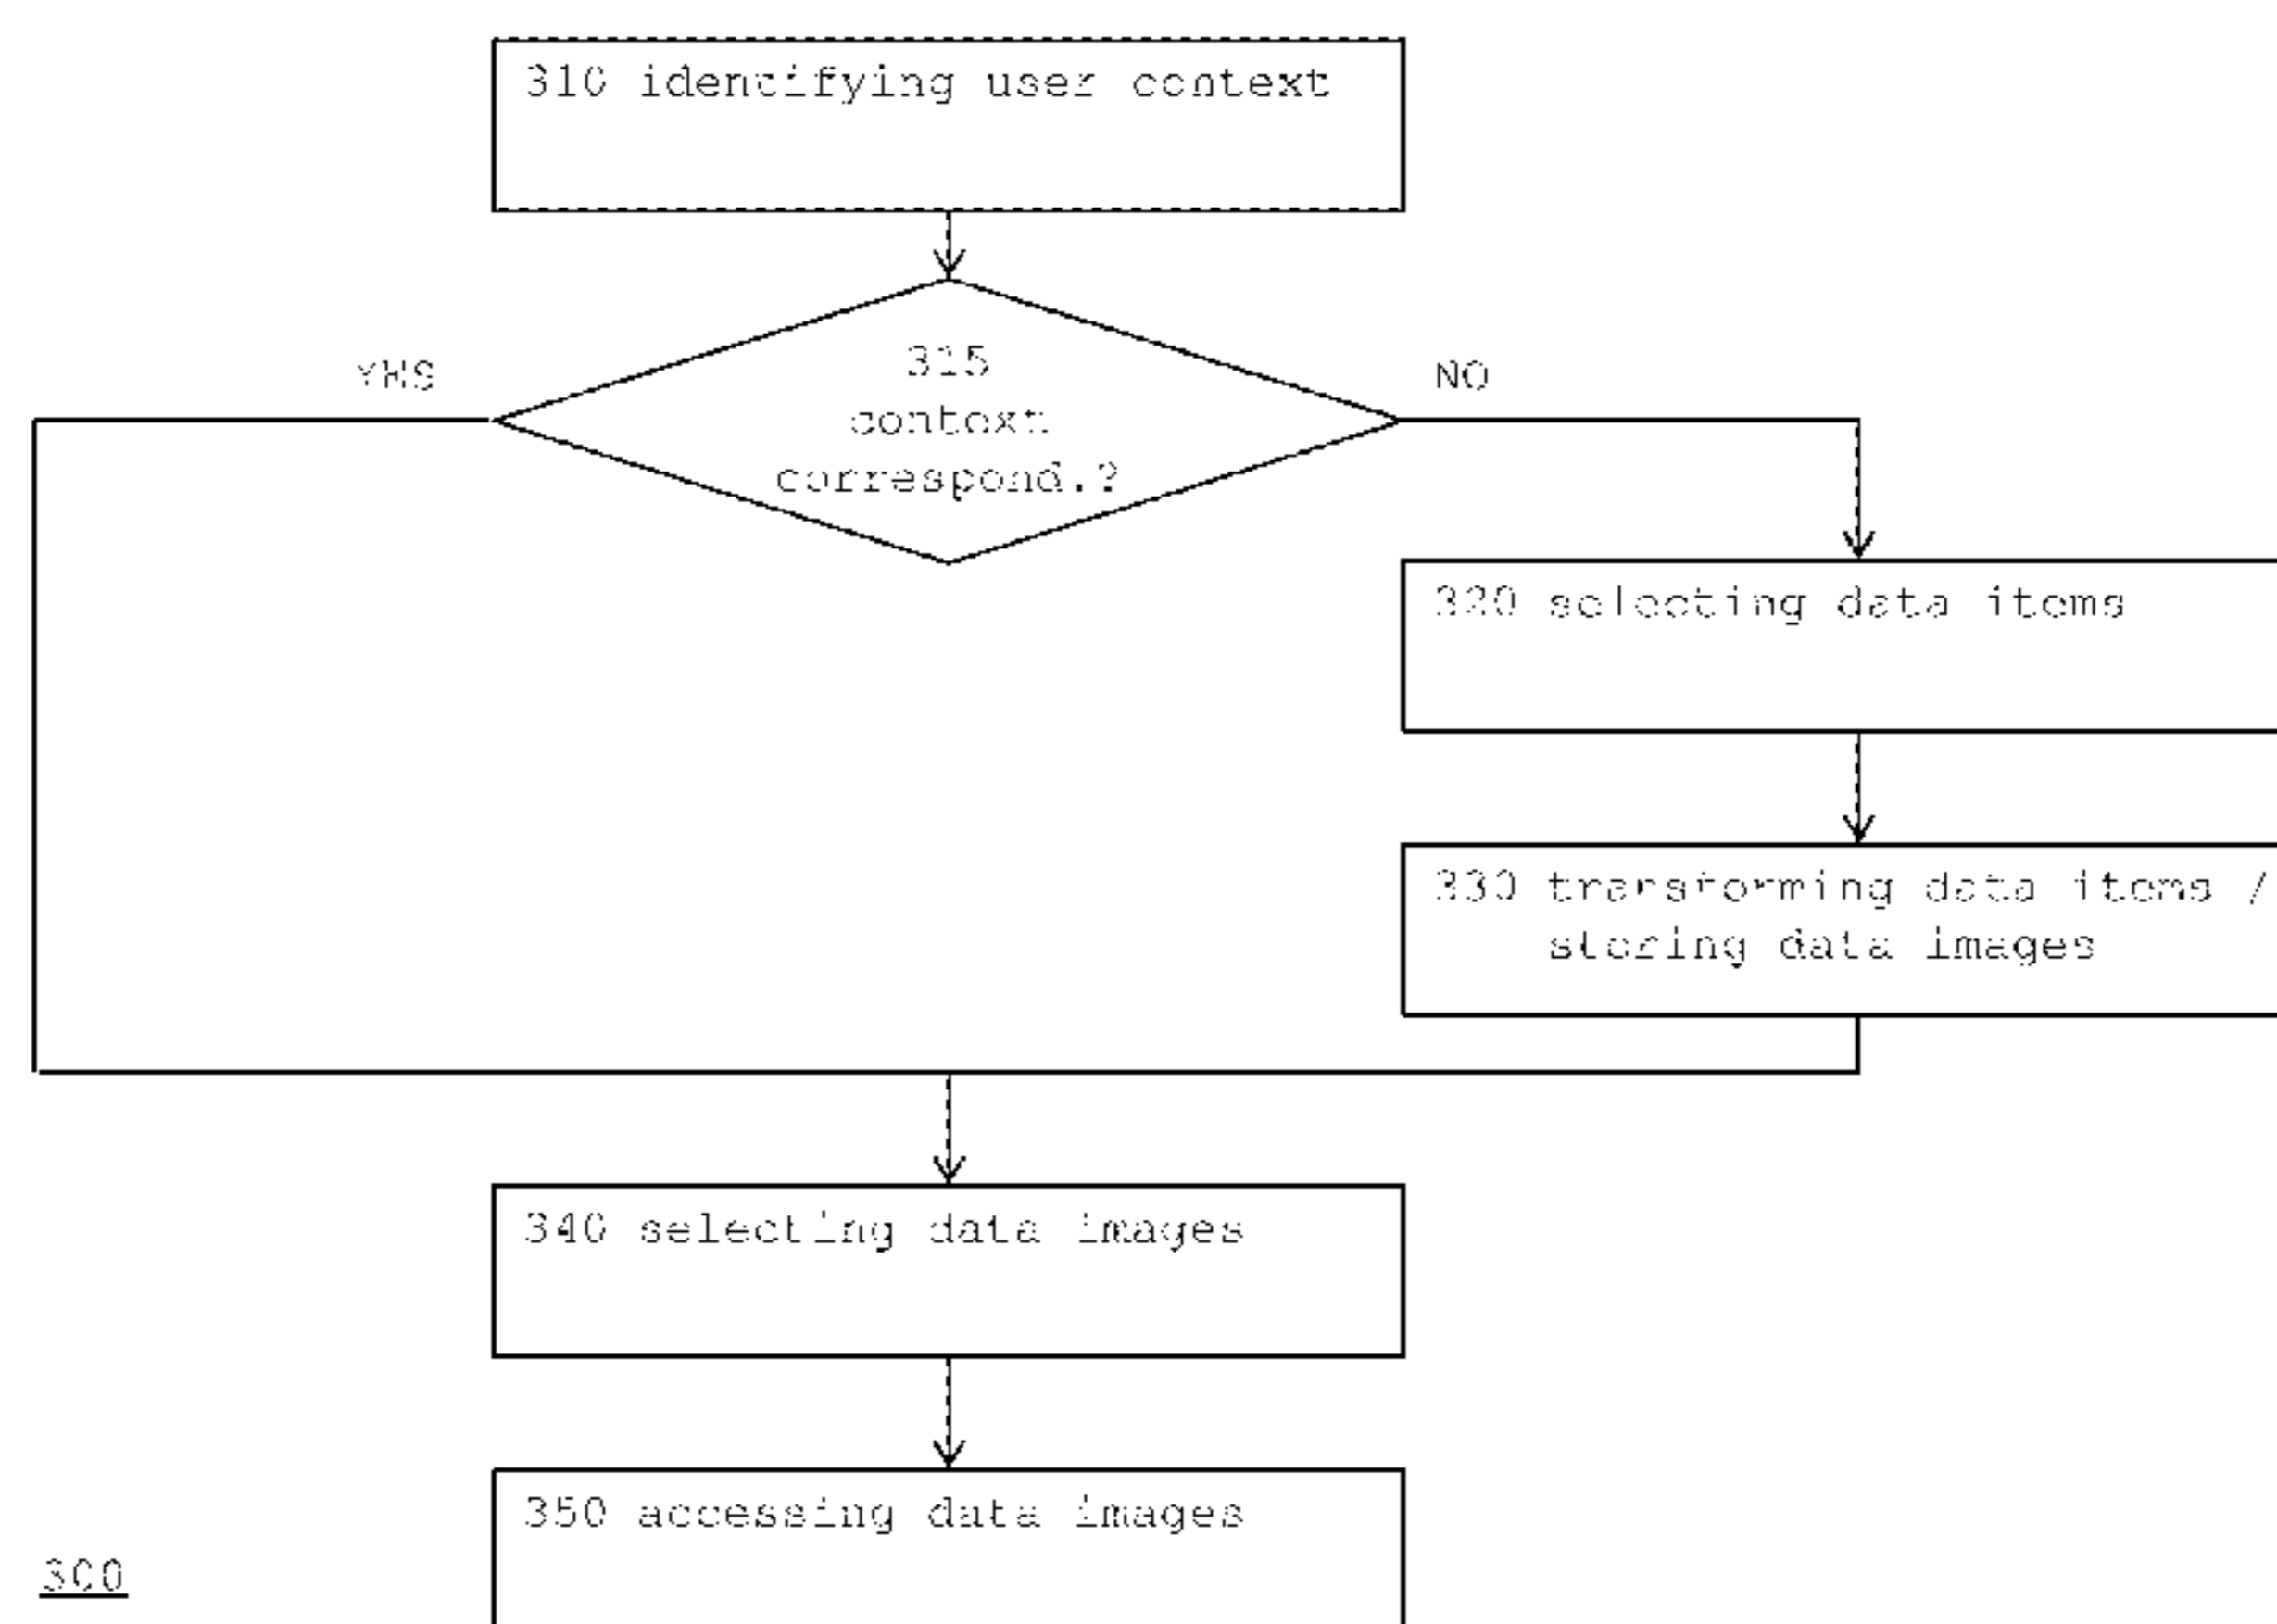 310 identifying user context
315
context
correspond.?
YES
NO
320 selecting data items
330 transforming data items /
storing data images
340 selecting data images
350 accessing data images
300